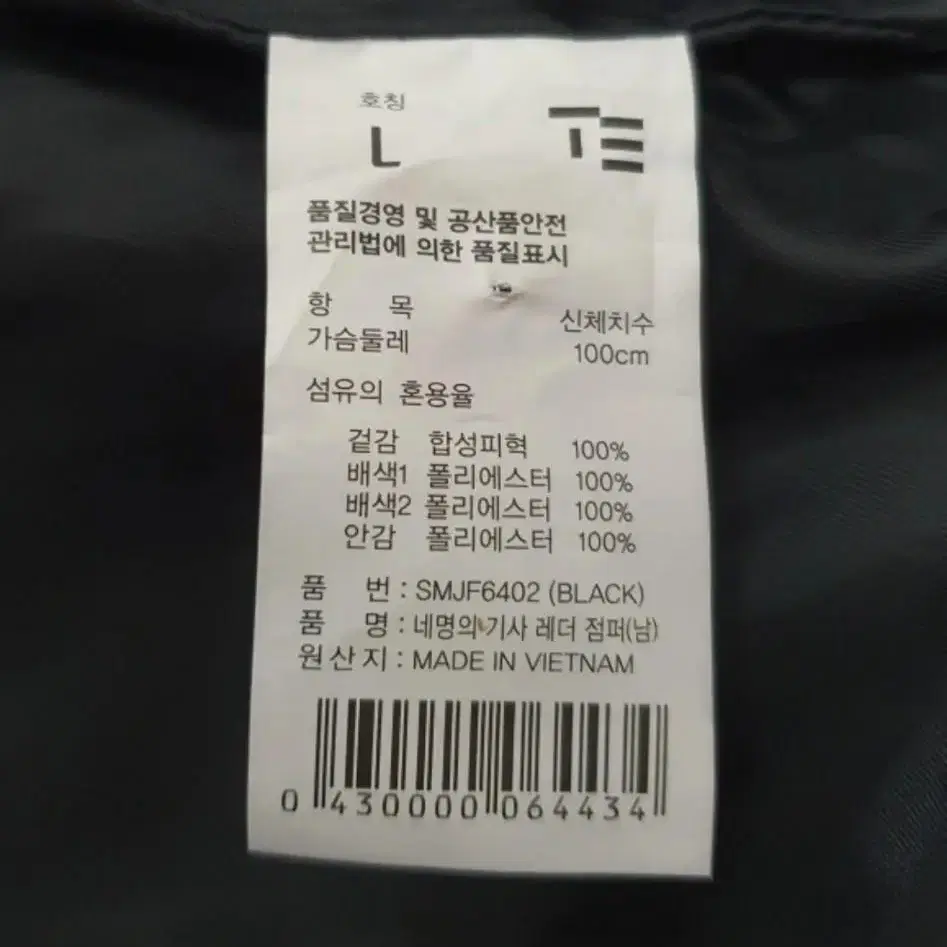 호칭
L
TE
품질경영 및 공산품안전
관리법에 의한 품질표시
항 목 신체치수
가슴둘레 100cm
섬유의 혼용율
겉감 합성피혁 100%
배색1 폴리에스터 100%
배색2 폴리에스터 100%
안감 폴리에스터 100%
품 번 : SMJF6402 (BLACK)
품 명 : 네명의 기사 레더 점퍼(남)
원산지 : MADE IN VIETNAM
0 430000 064434